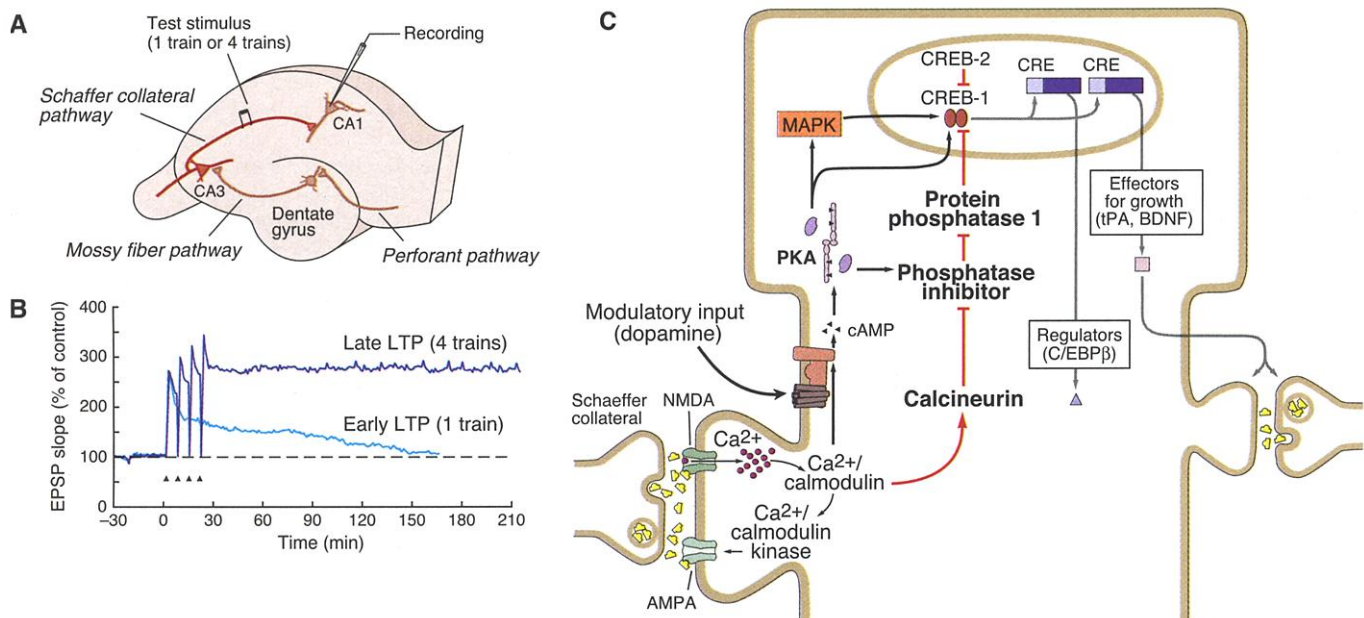 A
Test stimulus
(1 train or 4 trains)
Recording
Schaffer collateral
pathway
CA1
CA3
Dentate
gyrus
Mossy fiber pathway
Perforant pathway
B
EPSP slope (% of control)
400
300
200
100
0
Late LTP (4 trains)
Early LTP (1 train)
–30
0
30
60
90
120
150
180
210
Time (min)
C
CREB-2
CREB-1
CRE
CRE
MAPK
Effectors
for growth
(tPA, BDNF)
Protein
phosphatase 1
PKA
Phosphatase
inhibitor
Modulatory input
(dopamine)
cAMP
Regulators
(C/EBPβ)
Calcineurin
Schaeffer
collateral
NMDA
Ca2+
Ca2+/
calmodulin
Ca2+/
calmodulin
kinase
AMPA